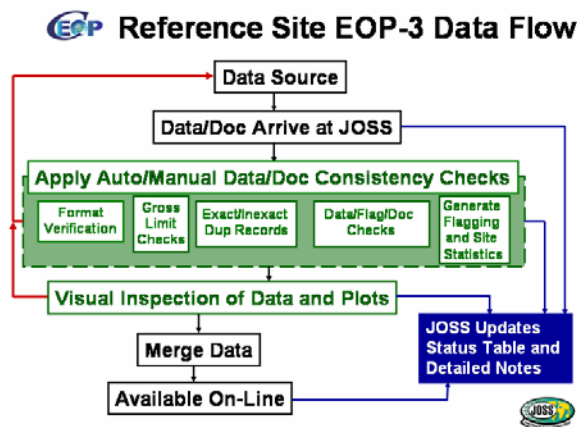 CEOP
Reference Site EOP-3 Data Flow
Data Source
Data/Doc Arrive at JOSS
Apply Auto/Manual Data/Doc Consistency Checks
Format
Verification
Gross
Limit
Checks
Exact/Inexact
Dup Records
Data/Flag/Doc
Checks
Generate
Flagging
and Site
Statistics
Visual Inspection of Data and Plots
JOSS Updates
Status Table and
Detailed Notes
Merge Data
Available On-Line
JOSS